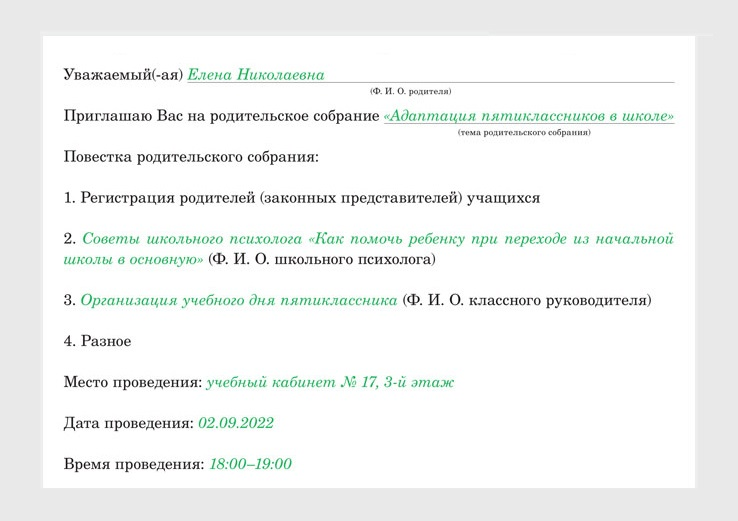 Уважаемый(-ая) Елена Николаевна
(Ф. И. О. родителя)
Приглашаю Вас на родительское собрание «Адаптация пятиклассников в школе»
(тема родительского собрания)
Повестка родительского собрания:
1. Регистрация родителей (законных представителей) учащихся
2. Советы школьного психолога «Как помочь ребенку при переходе из начальной
школы в основную» (Ф. И. О. школьного психолога)
3. Организация учебного дня пятиклассника (Ф. И. О. классного руководителя)
4. Разное
Место проведения: учебный кабинет № 17, 3-й этаж
Дата проведения: 02.09.2022
Время проведения: 18:00–19:00